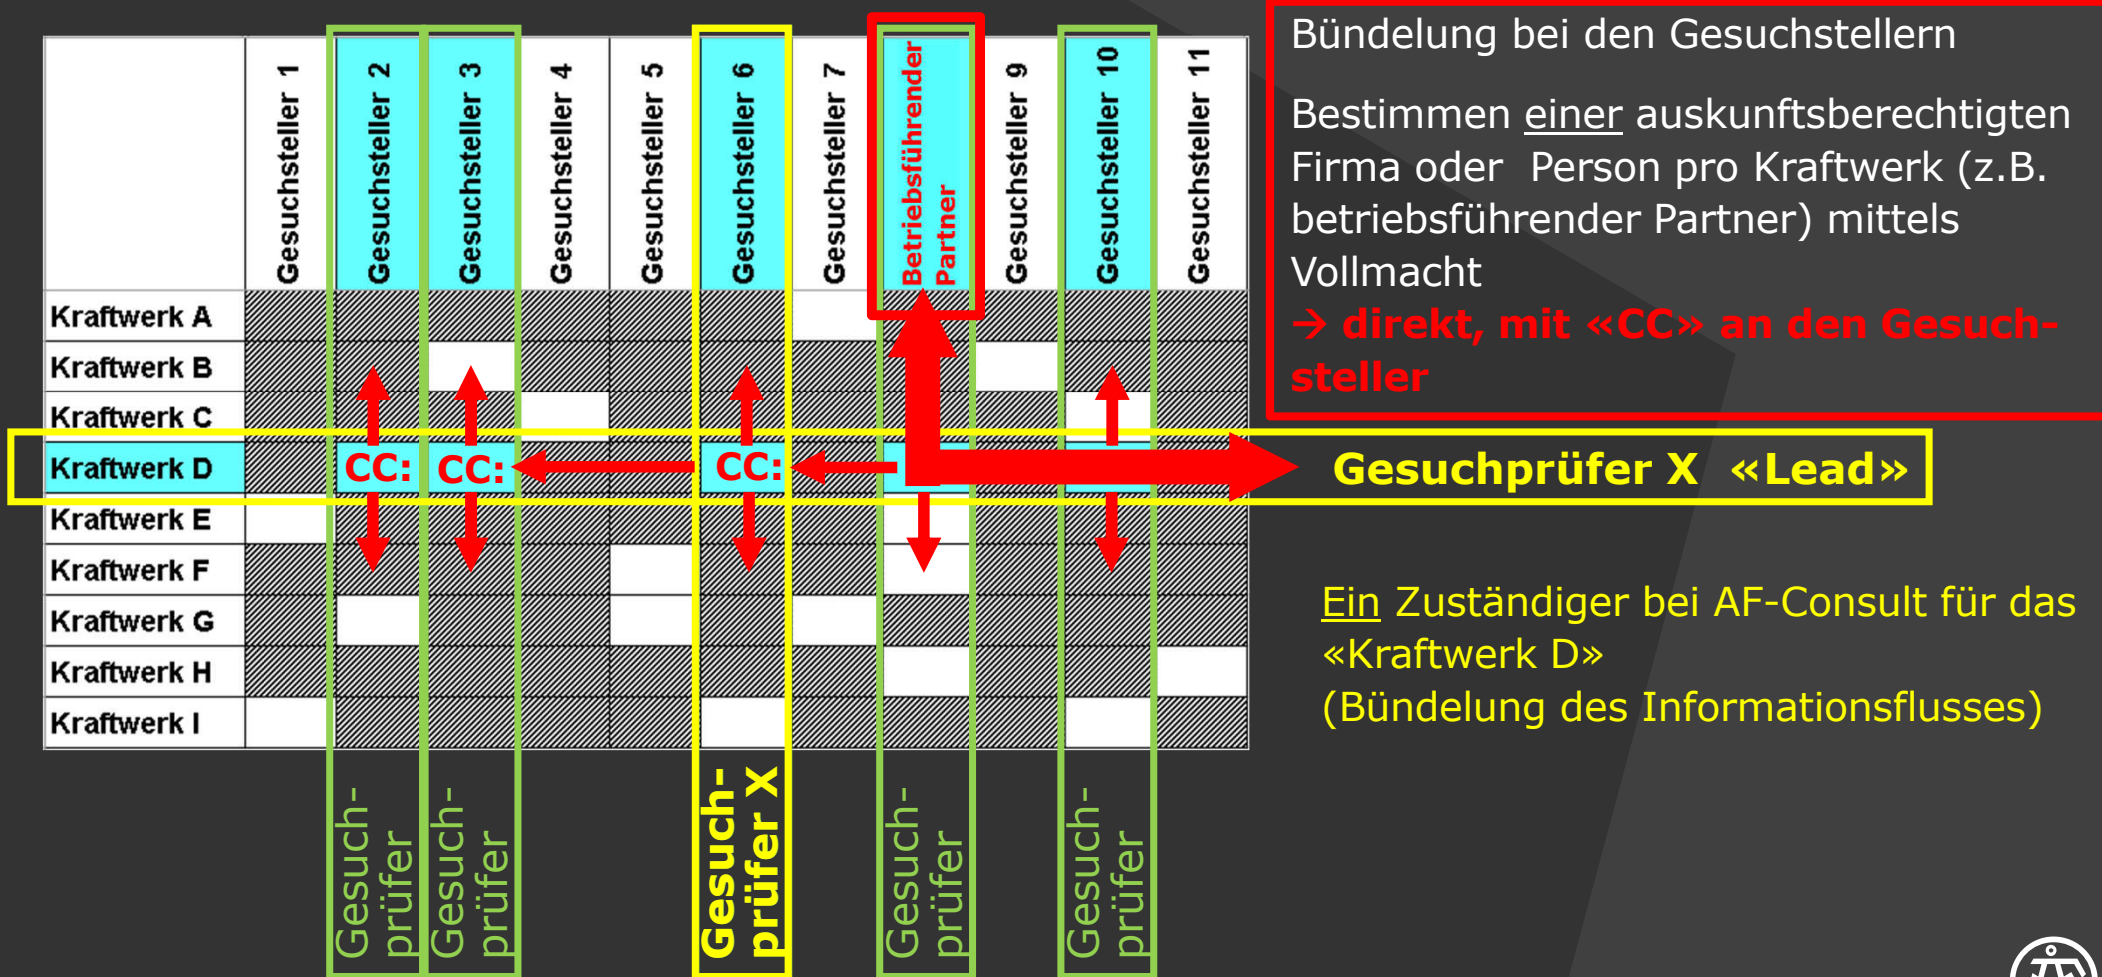 Gesuchsteller 1
Gesuchsteller 2
Gesuchsteller 3
Gesuchsteller 4
Gesuchsteller 5
Gesuchsteller 6
Gesuchsteller 7
Betriebsführender
Partner
Gesuchsteller 9
Gesuchsteller 10
Gesuchsteller 11
Kraftwerk A
Kraftwerk B
Kraftwerk C
Kraftwerk D
CC:
CC:
CC:
Kraftwerk E
Kraftwerk F
Kraftwerk G
Kraftwerk H
Kraftwerk I
Gesuch-
prüfer
Gesuch-
prüfer
Gesuch-
prüfer X
Gesuch-
prüfer
Gesuch-
prüfer
Bündelung bei den Gesuchstellern
Bestimmen einer auskunftsberechtigten
Firma oder Person pro Kraftwerk (z.B.
betriebsführender Partner) mittels
Vollmacht
→ direkt, mit «CC» an den Gesuch-
steller
Gesuchprüfer X «Lead»
Ein Zuständiger bei AF-Consult für das
«Kraftwerk D»
(Bündelung des Informationsflusses)